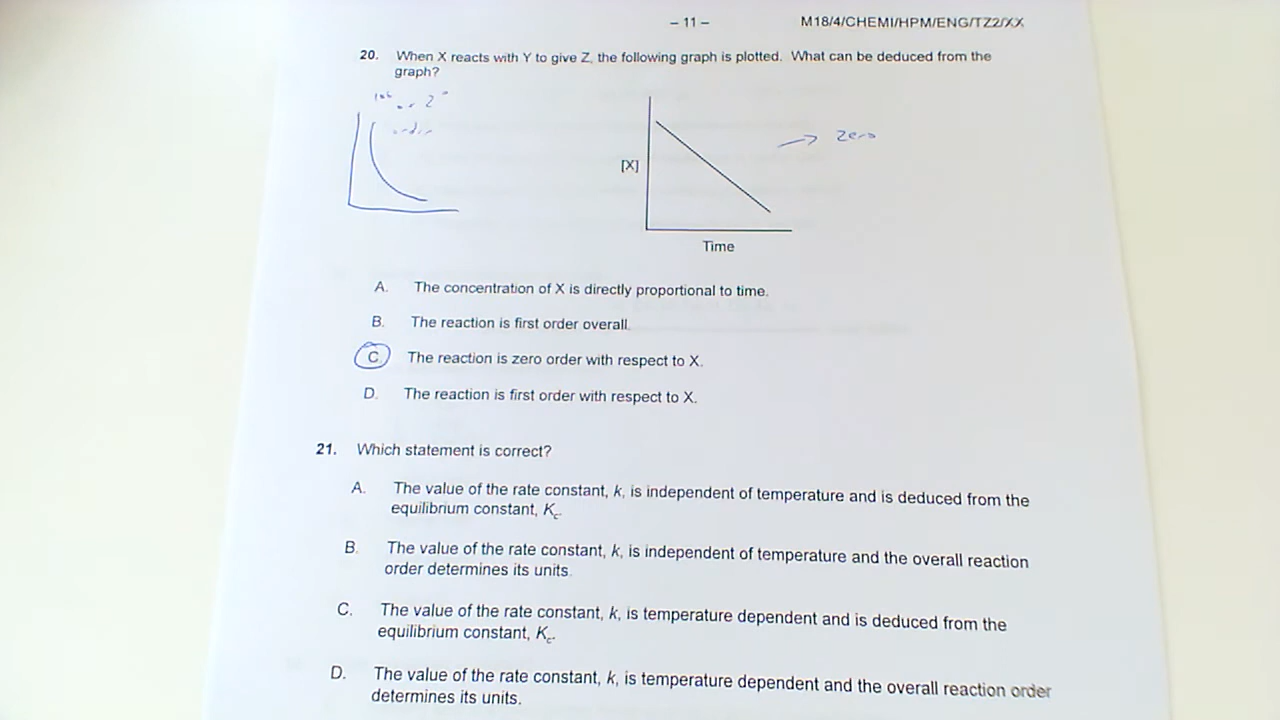 – 11 –
M18/4/CHEMI/HPM/ENG/TZ2/XX
20. When X reacts with Y to give Z, the following graph is plotted. What can be deduced from the
graph?
1st or 2nd
order
[X]
→ zero
Time
A. The concentration of X is directly proportional to time.
B. The reaction is first order overall.
C. The reaction is zero order with respect to X.
D. The reaction is first order with respect to X.
21. Which statement is correct?
A. The value of the rate constant, k, is independent of temperature and is deduced from the
equilibrium constant, Kc.
B. The value of the rate constant, k, is independent of temperature and the overall reaction
order determines its units.
C. The value of the rate constant, k, is temperature dependent and is deduced from the
equilibrium constant, Kc.
D. The value of the rate constant, k, is temperature dependent and the overall reaction order
determines its units.